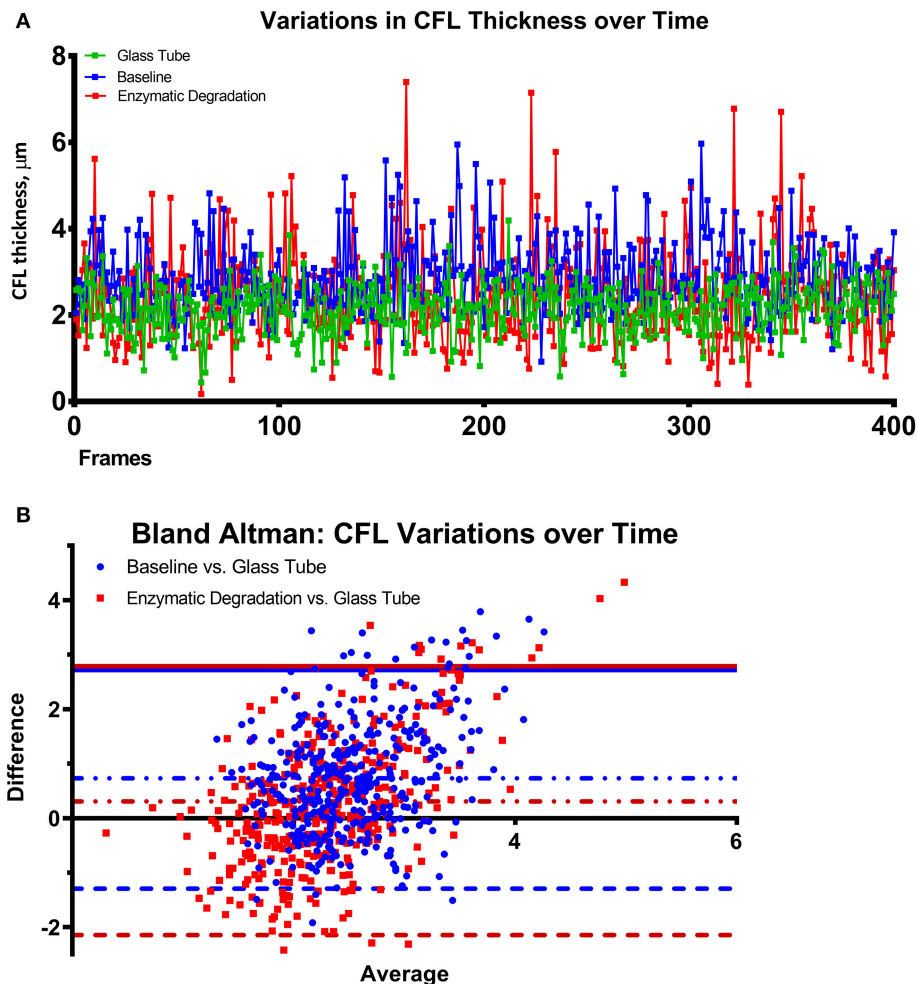 A
Variations in CFL Thickness over Time
Glass Tube
Baseline
Enzymatic Degradation
CFL thickness, μm
8
6
4
2
0
0 100 200 300 400
Frames
B
Bland Altman: CFL Variations over Time
Baseline vs. Glass Tube
Enzymatic Degradation vs. Glass Tube
Difference
4
2
0
-2
4 6
Average